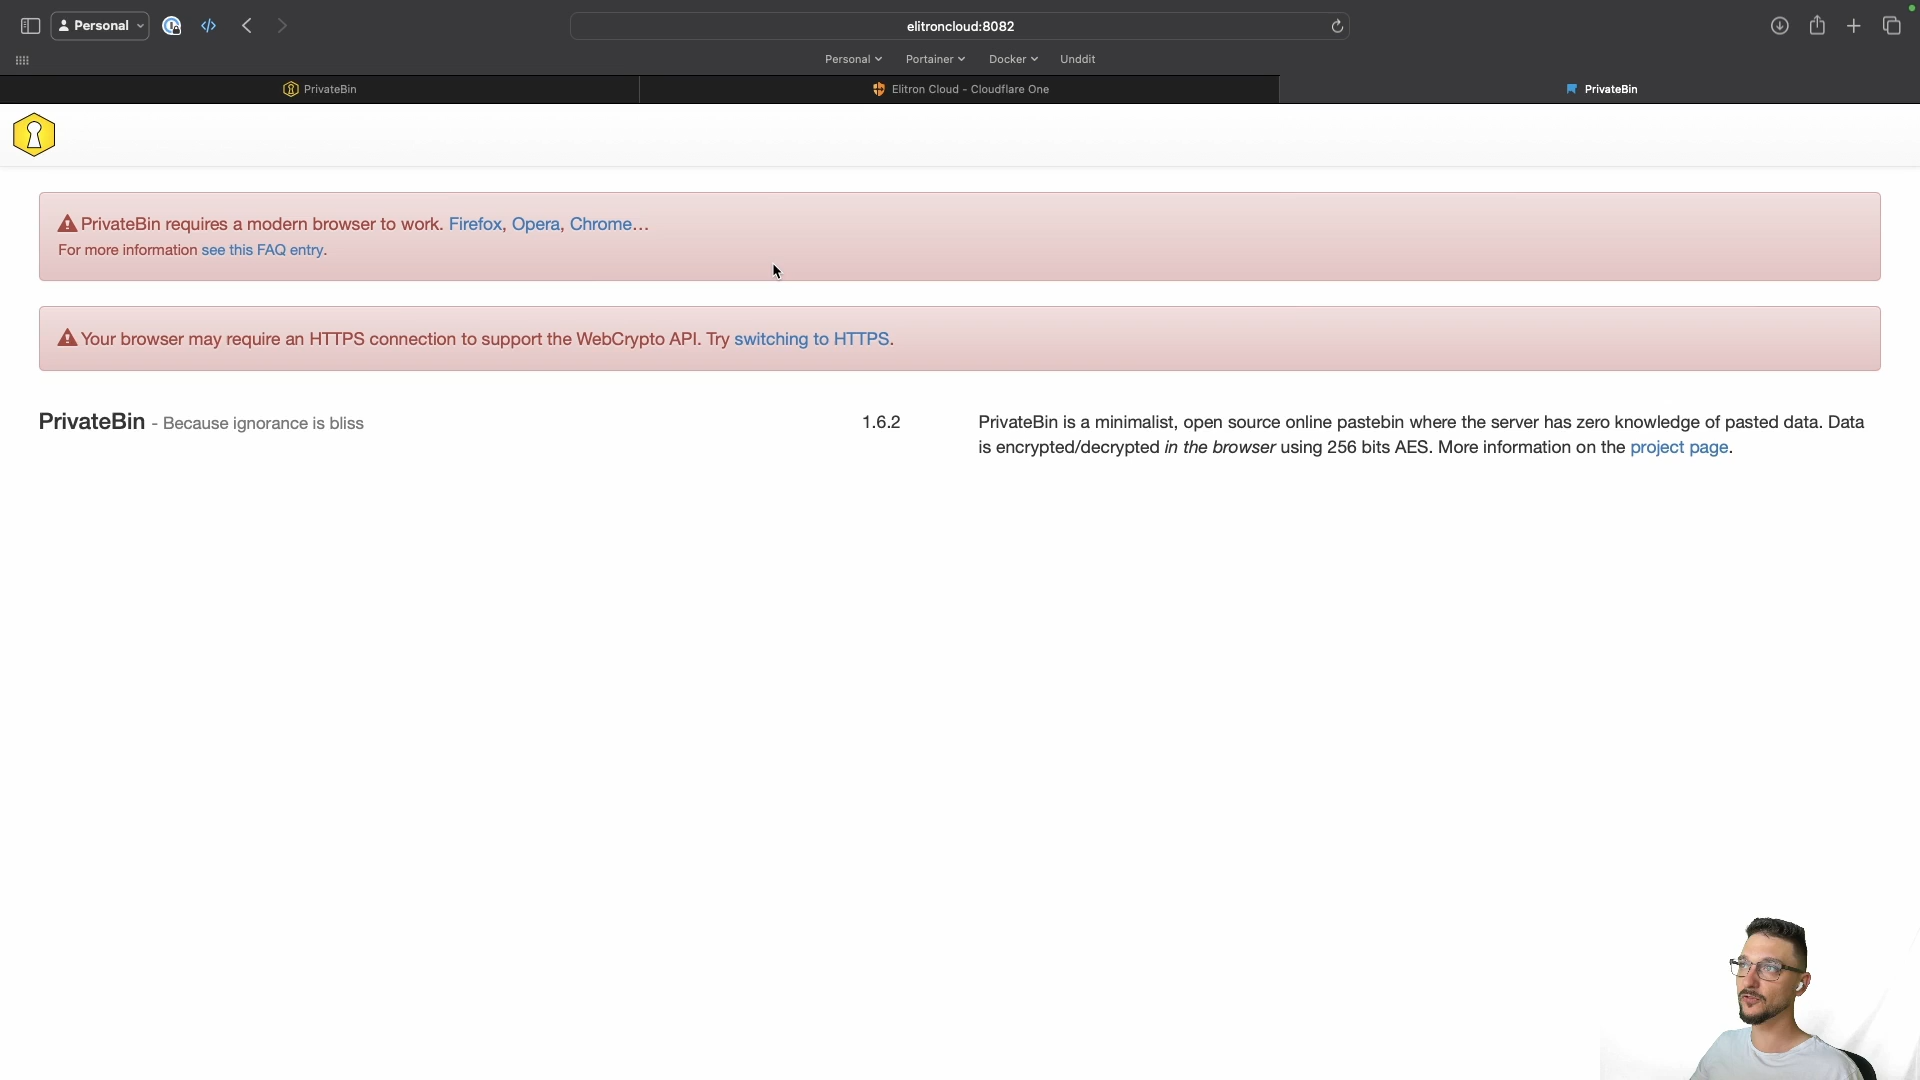 Personal
elitroncloud:8082
Personal Portainer Docker Unddit
PrivateBin
Elitron Cloud - Cloudflare One
PrivateBin
PrivateBin requires a modern browser to work. Firefox, Opera, Chrome...
For more information see this FAQ entry.
Your browser may require an HTTPS connection to support the WebCrypto API. Try switching to HTTPS.
PrivateBin - Because ignorance is bliss
1.6.2
PrivateBin is a minimalist, open source online pastebin where the server has zero knowledge of pasted data. Data
is encrypted/decrypted in the browser using 256 bits AES. More information on the project page.